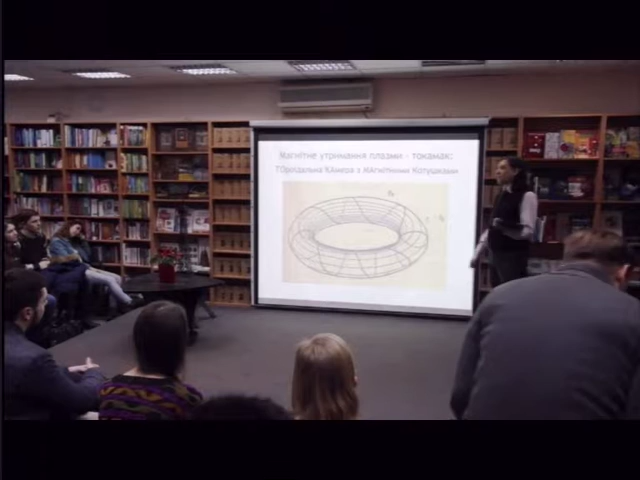 Магнітне утримання плазми - токамак:
ТОроїдальна КАмера з МАгнітними Котушками